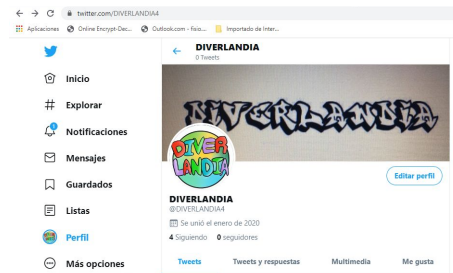 twitter.com/DIVERLANDIA4
Aplicaciones Online Encrypt-Dec... Outlook.com - fisio... Importado de Inter...
DIVERLANDIA
0 Tweets
Inicio
Explorar
Notificaciones
Mensajes
Guardados
Listas
Perfil
Más opciones
DIVERLANDIA
DIVER
LANDIA
Editar perfil
DIVERLANDIA
@DIVERLANDIA4
Se unió el enero de 2020
4 Siguiendo 0 seguidores
Tweets Tweets y respuestas Multimedia Me gusta